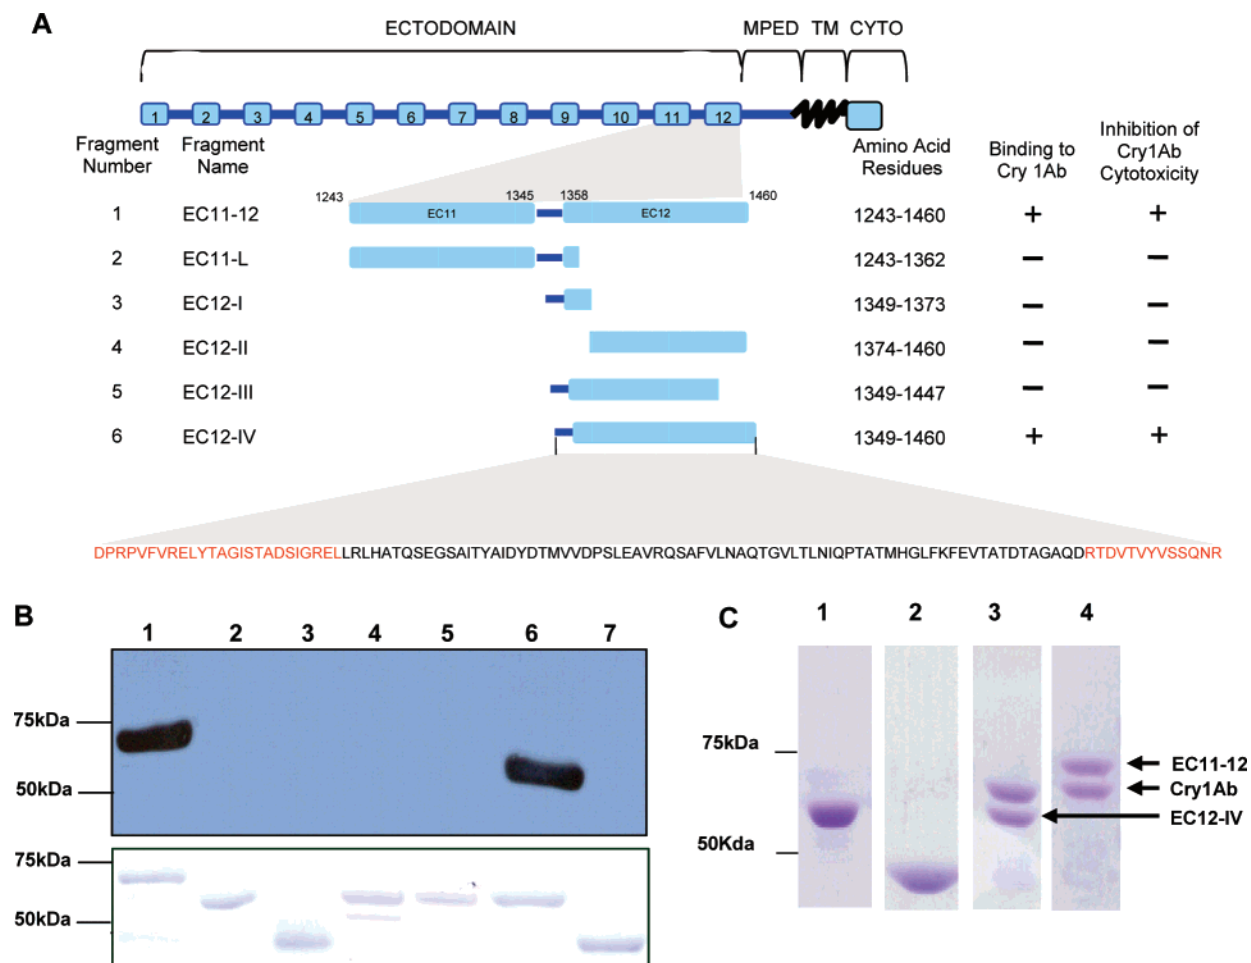 A
ECTODOMAIN MPED TM CYTO
1 2 3 4 5 6 7 8 9 10 11 12
Fragment Number Fragment Name Amino Acid Residues Binding to Cry 1Ab Inhibition of Cry1Ab Cytotoxicity
1243 1345 1358 1460
1 EC11-12 EC11 EC12 1243-1460 + +
2 EC11-L 1243-1362 − −
3 EC12-I 1349-1373 − −
4 EC12-II 1374-1460 − −
5 EC12-III 1349-1447 − −
6 EC12-IV 1349-1460 + +
DPRPVFVRELYTAGISTADSIGRELLRLHATQSEGSAITYAIDYDTMVVDPSLEAVRQSAFVLNAQTGVLTLNIQPTATMHGLFKFEVTATDTAGAQDRTDVTVYVSSQNR
B
1 2 3 4 5 6 7
75kDa
50kDa
75kDa
50kDa
C
1 2 3 4
75kDa
50Kda
EC11-12
Cry1Ab
EC12-IV